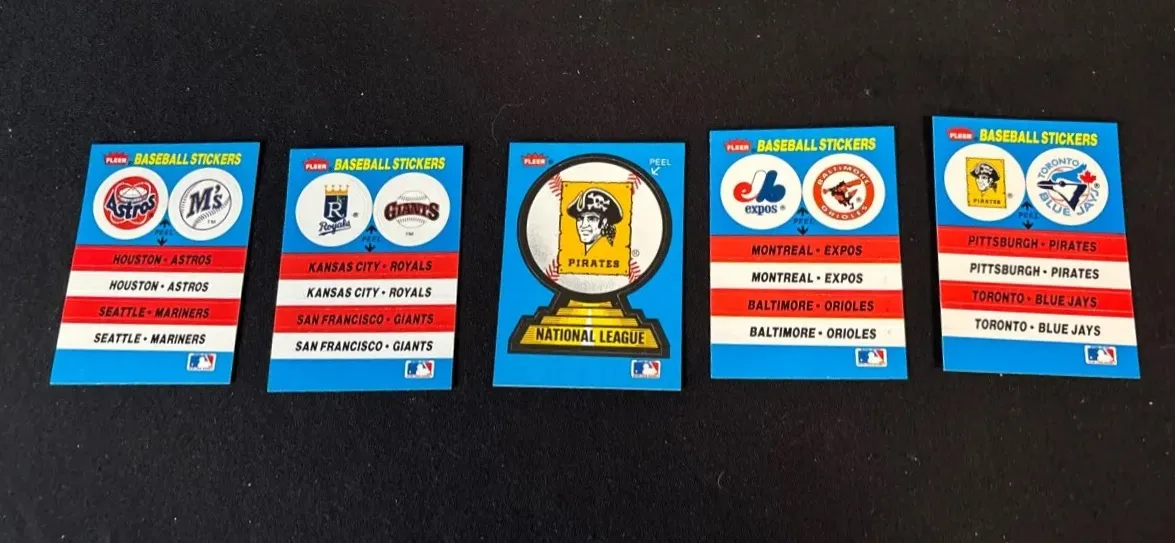 FLEER BASEBALL STICKERS
Astros
M's
TM
PEEL
HOUSTON • ASTROS
HOUSTON • ASTROS
SEATTLE • MARINERS
SEATTLE • MARINERS
FLEER BASEBALL STICKERS
R
Royals
GIANTS
TM
PEEL
KANSAS CITY • ROYALS
KANSAS CITY • ROYALS
SAN FRANCISCO • GIANTS
SAN FRANCISCO • GIANTS
FLEER
PEEL
PIRATES ®
NATIONAL LEAGUE
FLEER BASEBALL STICKERS
expos ®
BALTIMORE
ORIOLES
PEEL
MONTREAL • EXPOS
MONTREAL • EXPOS
BALTIMORE • ORIOLES
BALTIMORE • ORIOLES
FLEER BASEBALL STICKERS
PIRATES ®
TORONTO
BLUE JAYS
PEEL
PITTSBURGH • PIRATES
PITTSBURGH • PIRATES
TORONTO • BLUE JAYS
TORONTO • BLUE JAYS